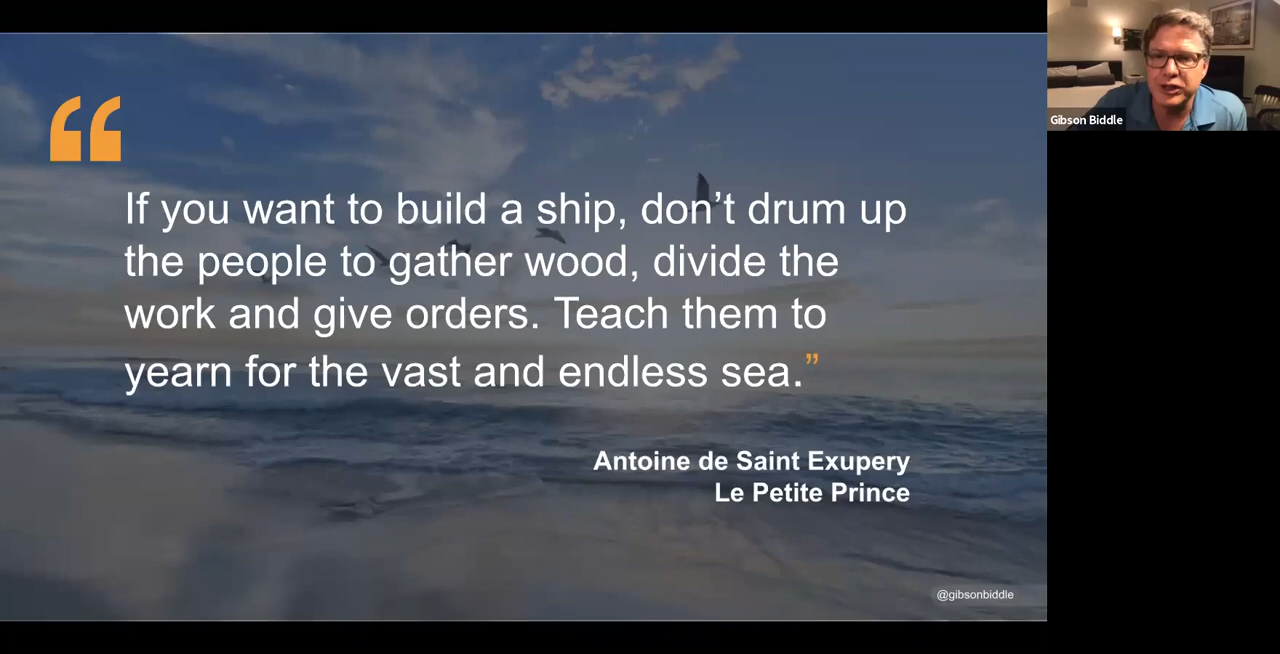 “
If you want to build a ship, don’t drum up
the people to gather wood, divide the
work and give orders. Teach them to
yearn for the vast and endless sea.”
Antoine de Saint Exupery
Le Petite Prince
@gibsonbiddle
Gibson Biddle